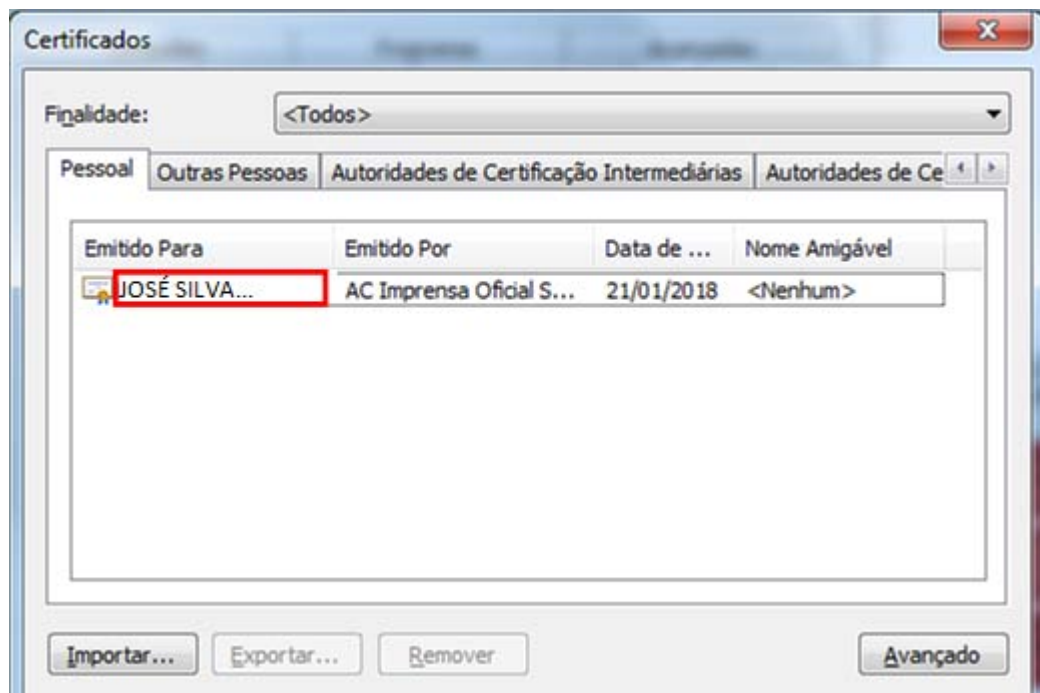 Certificados
Finalidade: <Todos>
Pessoal Outras Pessoas Autoridades de Certificação Intermediárias Autoridades de Ce
Emitido Para Emitido Por Data de ... Nome Amigável
JOSÉ SILVA... AC Imprensa Oficial S... 21/01/2018 <Nenhum>
Importar... Exportar... Remover Avançado